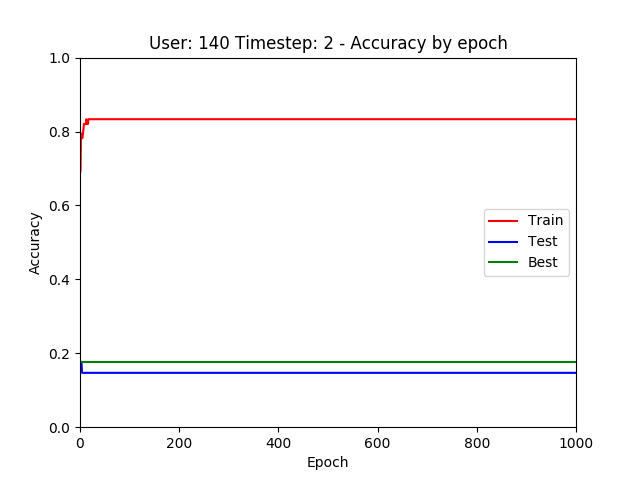 User: 140 Timestep: 2 - Accuracy by epoch
1.0
0.8
0.6
0.4
0.2
0.0
Accuracy
Train
Test
Best
0 200 400 600 800 1000
Epoch